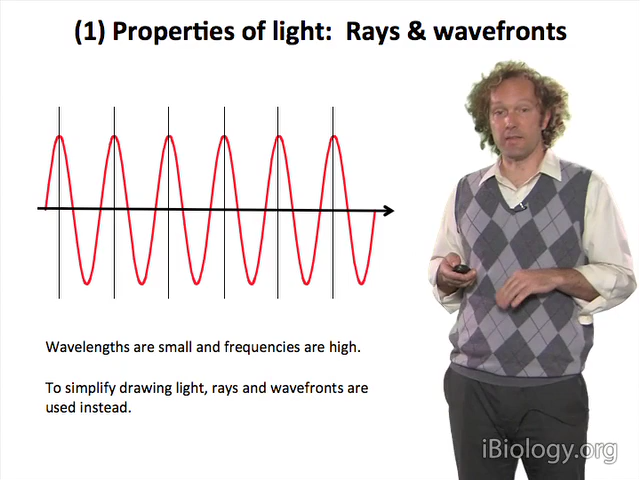 (1) Properties of light: Rays & wavefronts
Wavelengths are small and frequencies are high.
To simplify drawing light, rays and wavefronts are
used instead.
iBiology.org